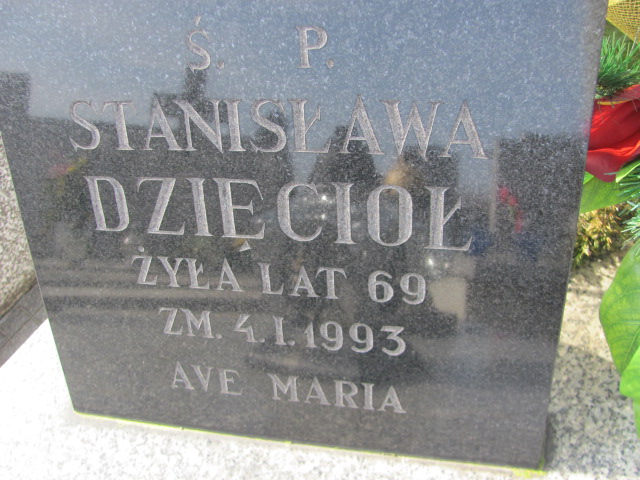 Ś. P.
STANISŁAWA
DZIĘCIOŁ
ŻYŁA LAT 69
ZM. 4.I.1993
AVE MARIA